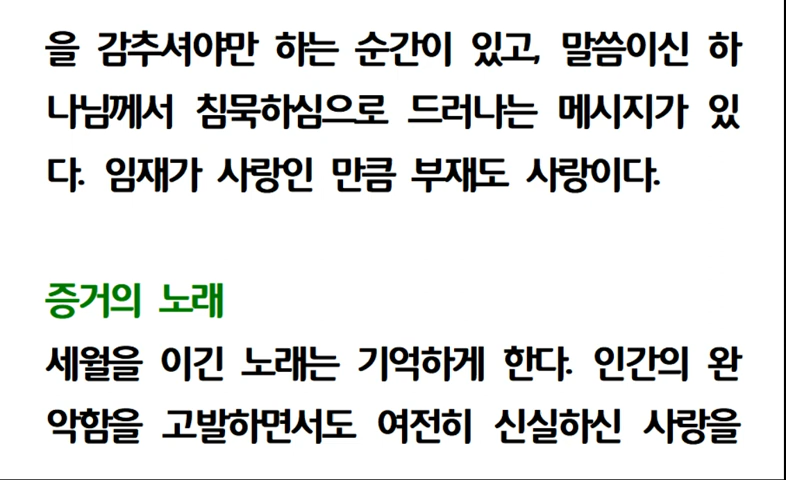 을 감추셔야만 하는 순간이 있고, 말씀이신 하
나님께서 침묵하심으로 드러나는 메시지가 있
다. 임재가 사랑인 만큼 부재도 사랑이다.
증거의 노래
세월을 이긴 노래는 기억하게 한다. 인간의 완
악함을 고발하면서도 여전히 신실하신 사랑을